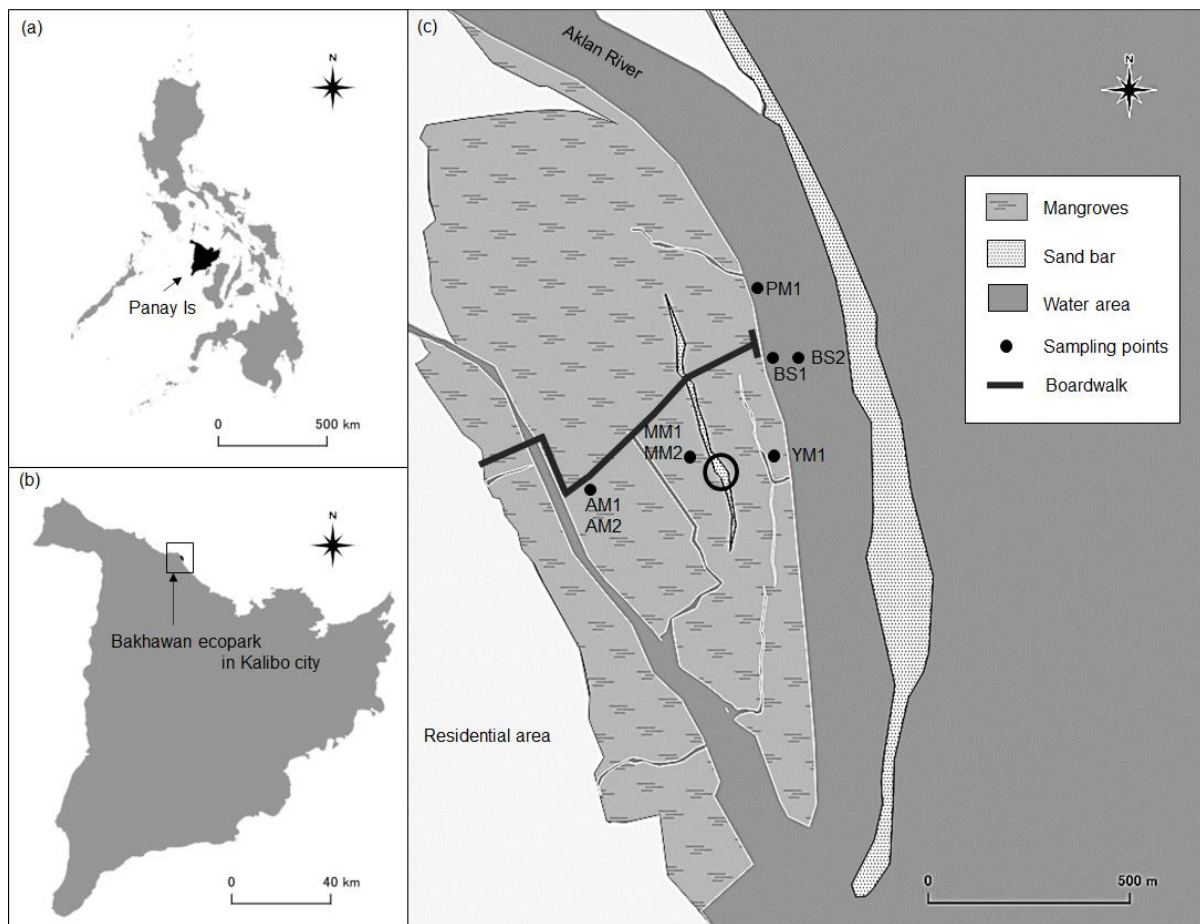 (a)
N
Panay Is
0
500 km
(b)
N
Bakhawan ecopark
in Kalibo city
0
40 km
(c)
Aklan River
N
Mangroves
Sand bar
Water area
Sampling points
Boardwalk
PM1
BS2
BS1
MM1
MM2
YM1
AM1
AM2
Residential area
0
500 m